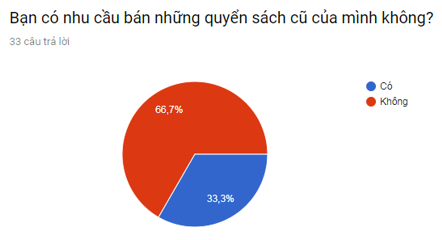 Bạn có nhu cầu bán những quyển sách cũ của mình không?
33 câu trả lời
Có
Không
66,7%
33,3%